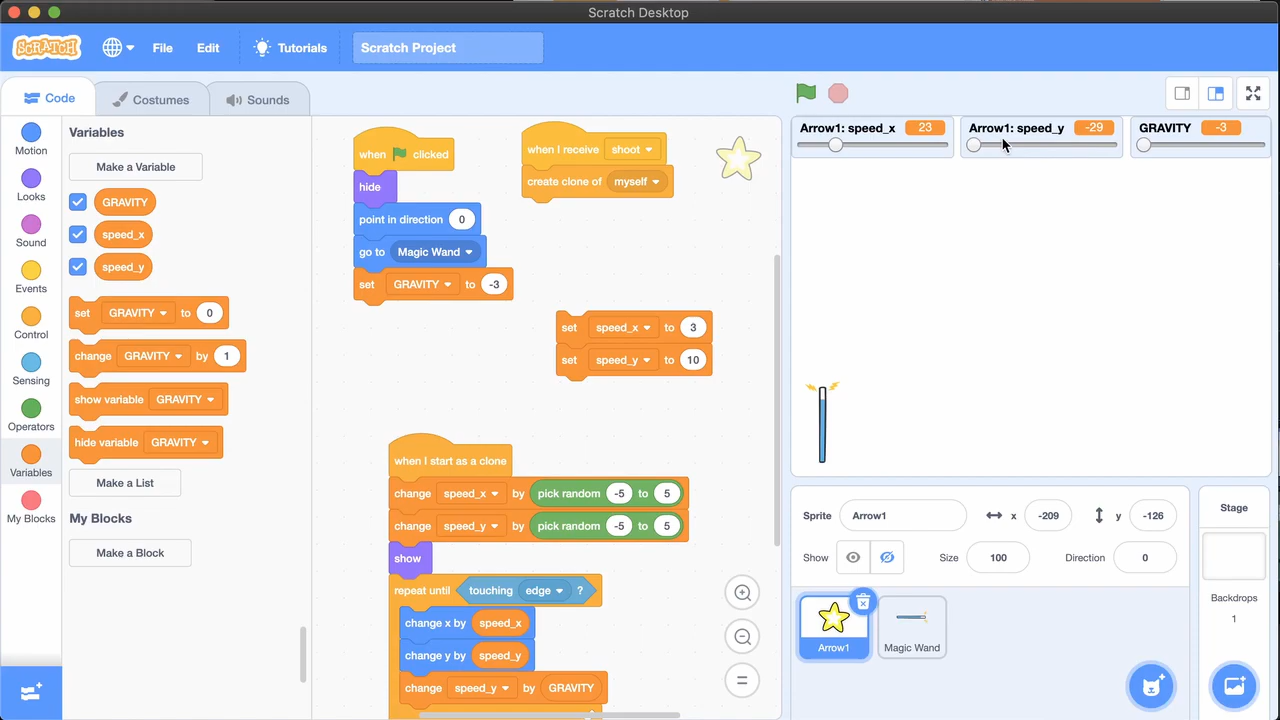 Scratch Desktop
SCRATCH
File
Edit
Tutorials
Scratch Project
Code
Costumes
Sounds
Motion
Looks
Sound
Events
Control
Sensing
Operators
Variables
My Blocks
Variables
Make a Variable
GRAVITY
speed_x
speed_y
set GRAVITY to 0
change GRAVITY by 1
show variable GRAVITY
hide variable GRAVITY
Make a List
My Blocks
Make a Block
when clicked
hide
point in direction 0
go to Magic Wand
set GRAVITY to -3
when I receive shoot
create clone of myself
set speed_x to 3
set speed_y to 10
when I start as a clone
change speed_x by pick random -5 to 5
change speed_y by pick random -5 to 5
show
repeat until touching edge ?
change x by speed_x
change y by speed_y
change speed_y by GRAVITY
Arrow1: speed_x 23
Arrow1: speed_y -29
GRAVITY -3
Sprite Arrow1 x -209 y -126
Show Size 100 Direction 0
Arrow1
Magic Wand
Stage
Backdrops
1